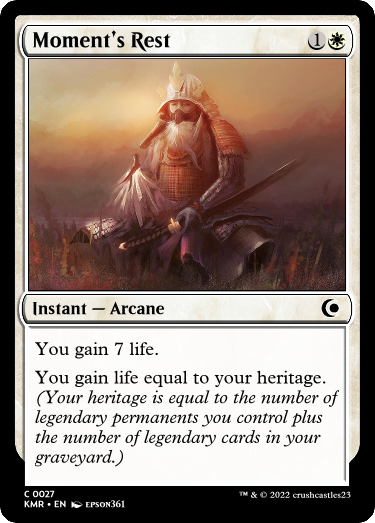 Moment's Rest 1
Instant — Arcane
You gain 7 life.
You gain life equal to your heritage.
(Your heritage is equal to the number of
legendary permanents you control plus
the number of legendary cards in your
graveyard.)
C 0027
KMR • EN EPSON361
™ & © 2022 crushcastles23